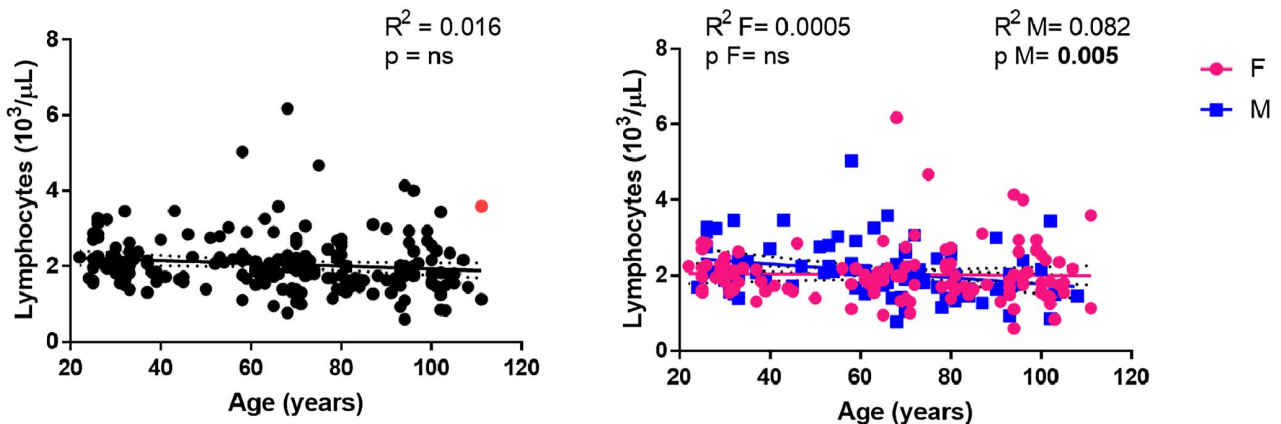 R² = 0.016
p = ns
8
6
4
2
0
20 40 60 80 100 120
Lymphocytes (10³/µL)
Age (years)
R² F= 0.0005
p F= ns
R² M= 0.082
p M= 0.005
8
6
4
2
0
20 40 60 80 100 120
Lymphocytes (10³/µL)
Age (years)
F
M